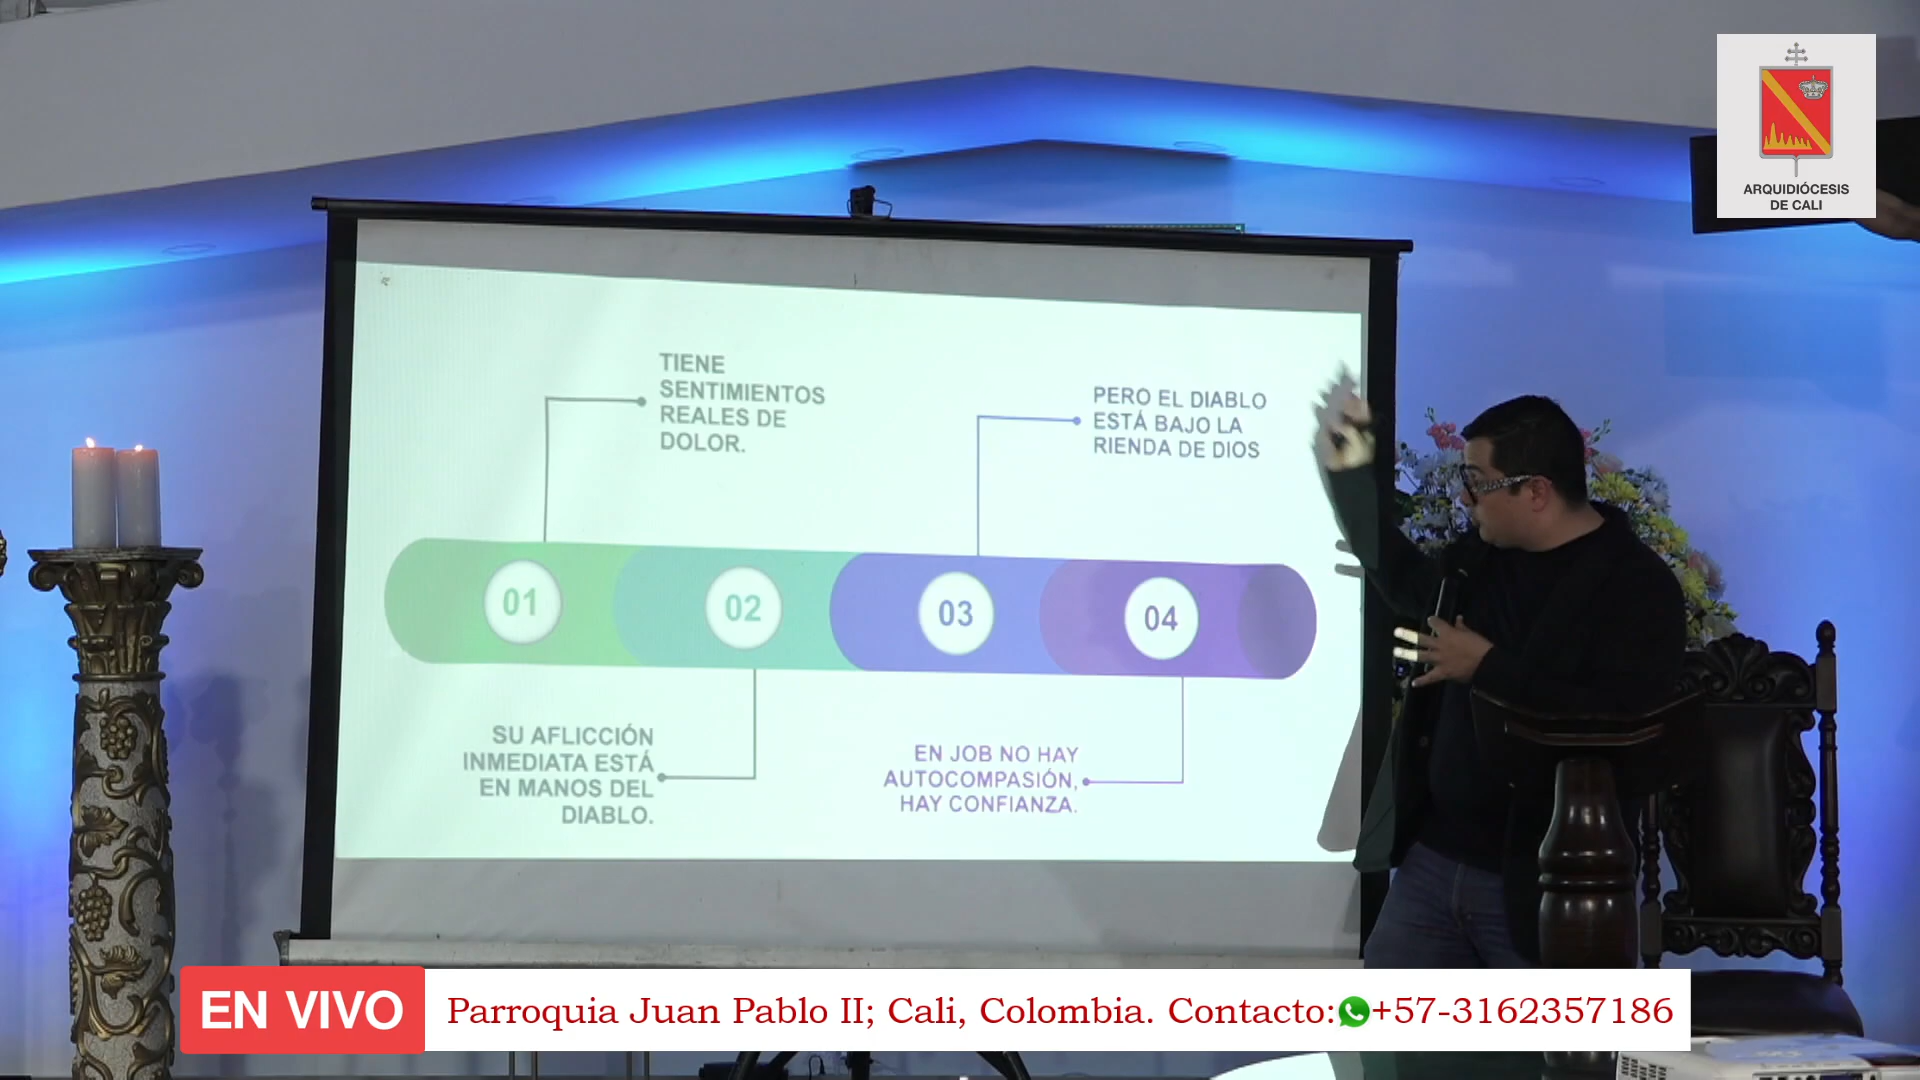 ARQUIDIÓCESIS
DE CALI
TIENE
SENTIMIENTOS
REALES DE
DOLOR.
PERO EL DIABLO
ESTÁ BAJO LA
RIENDA DE DIOS
01
02
03
04
SU AFLICCIÓN
INMEDIATA ESTÁ
EN MANOS DEL
DIABLO.
EN JOB NO HAY
AUTOCOMPASIÓN,
HAY CONFIANZA.
EN VIVO
Parroquia Juan Pablo II; Cali, Colombia. Contacto: +57-3162357186